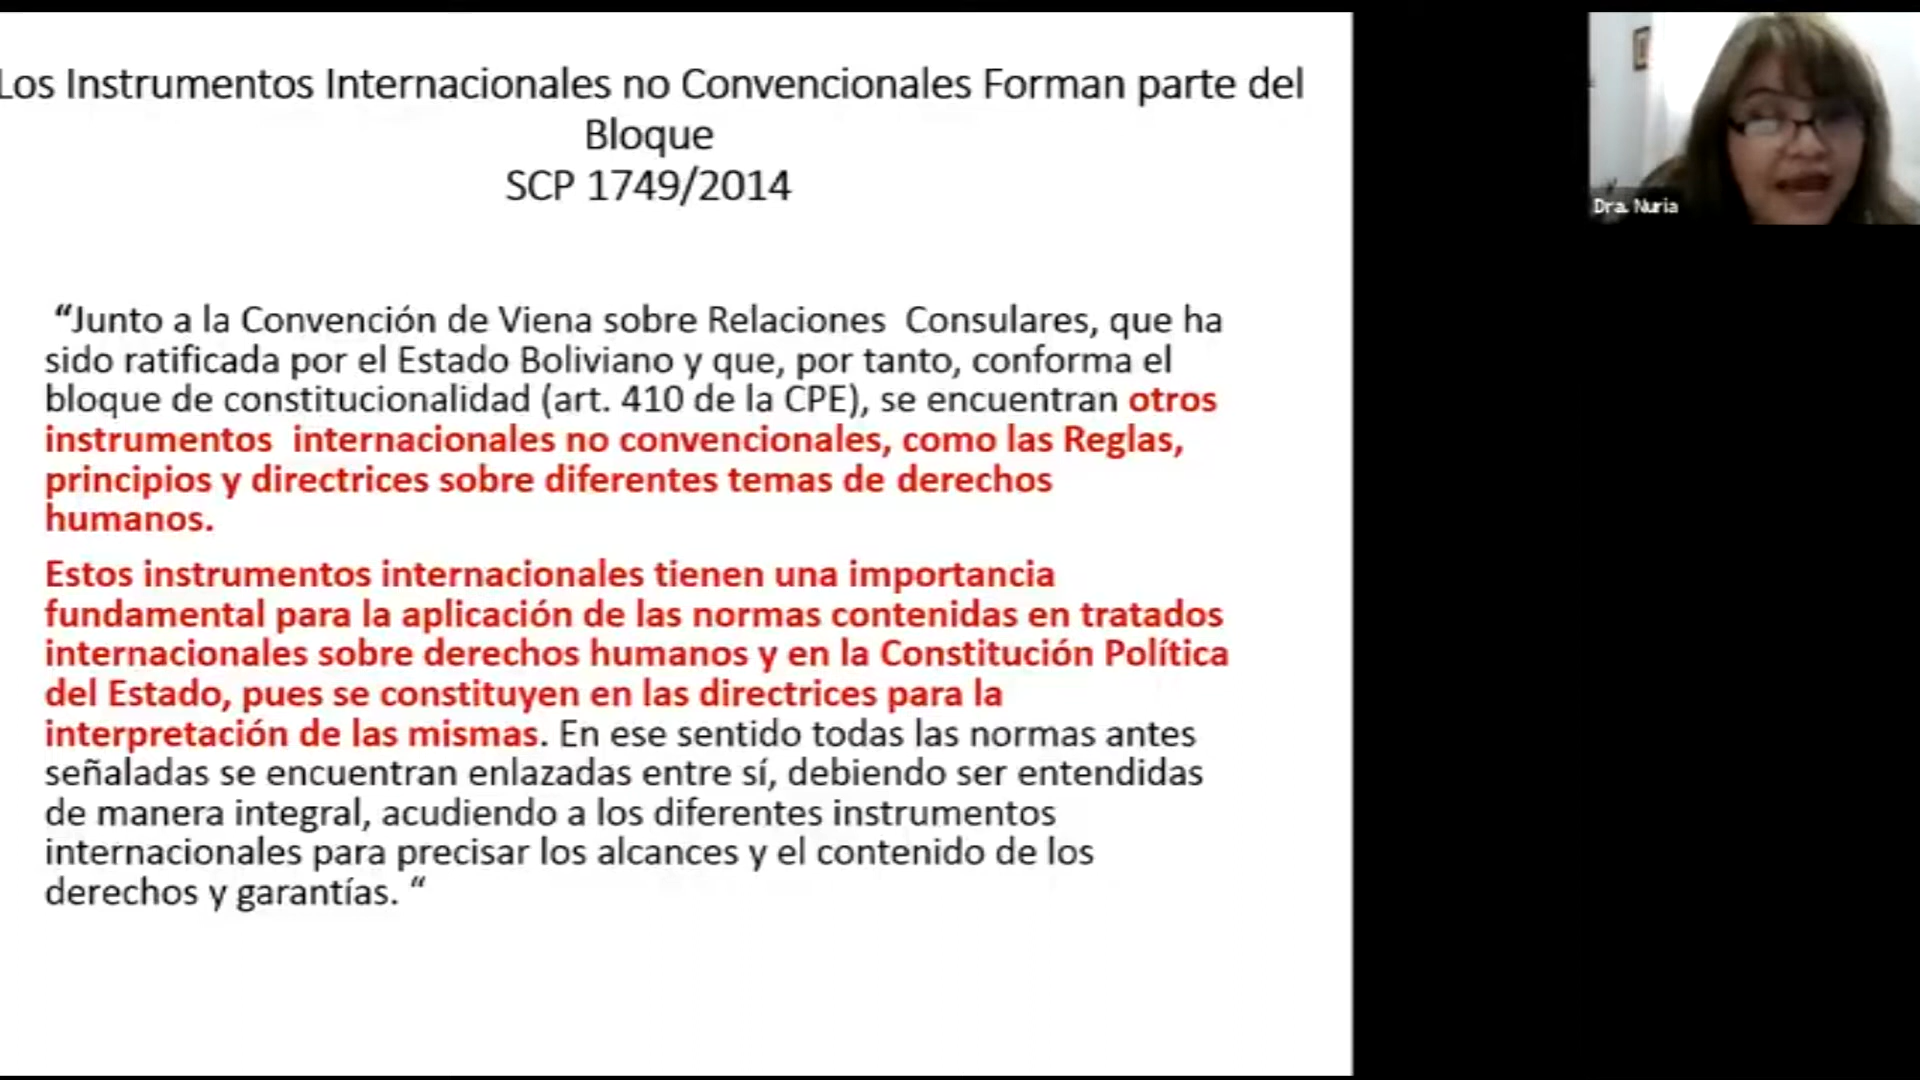 Los Instrumentos Internacionales no Convencionales Forman parte del
Bloque
SCP 1749/2014
Dra. Nuria
“Junto a la Convención de Viena sobre Relaciones Consulares, que ha
sido ratificada por el Estado Boliviano y que, por tanto, conforma el
bloque de constitucionalidad (art. 410 de la CPE), se encuentran otros
instrumentos internacionales no convencionales, como las Reglas,
principios y directrices sobre diferentes temas de derechos
humanos.
Estos instrumentos internacionales tienen una importancia
fundamental para la aplicación de las normas contenidas en tratados
internacionales sobre derechos humanos y en la Constitución Política
del Estado, pues se constituyen en las directrices para la
interpretación de las mismas. En ese sentido todas las normas antes
señaladas se encuentran enlazadas entre sí, debiendo ser entendidas
de manera integral, acudiendo a los diferentes instrumentos
internacionales para precisar los alcances y el contenido de los
derechos y garantías. “